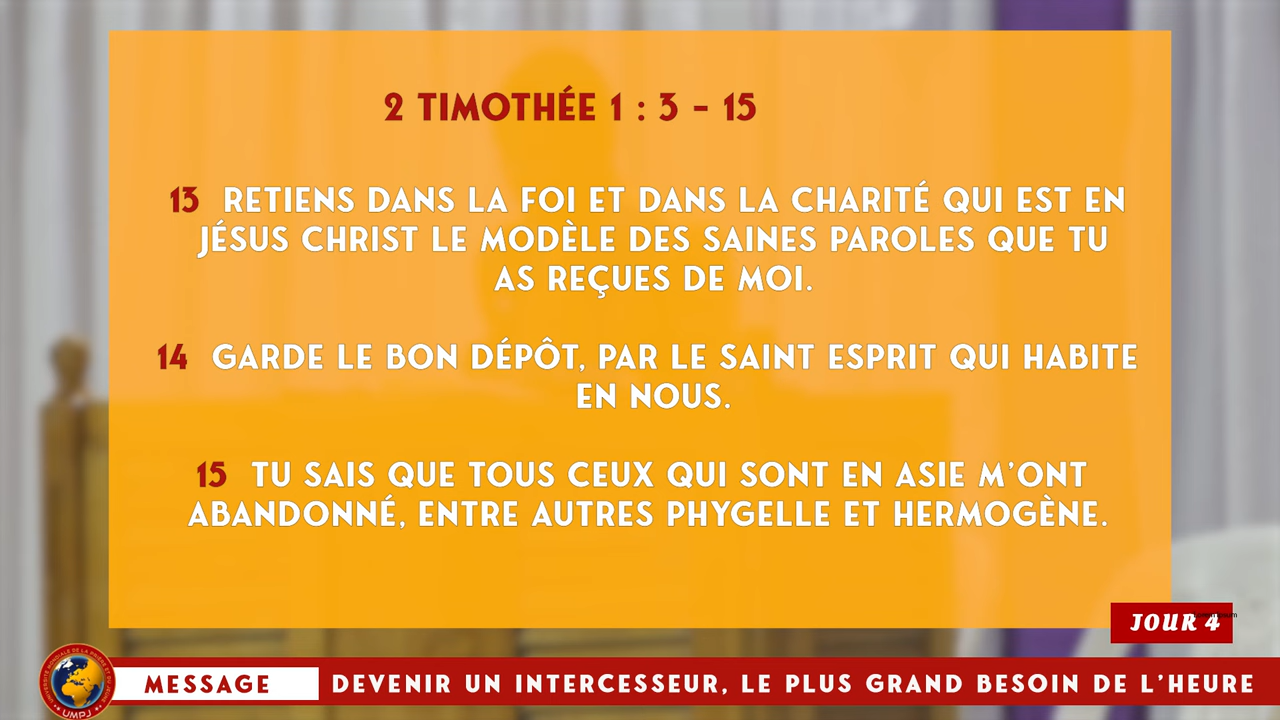 2 TIMOTHÉE 1 : 3 - 15
13 RETIENS DANS LA FOI ET DANS LA CHARITÉ QUI EST EN
JÉSUS CHRIST LE MODÈLE DES SAINES PAROLES QUE TU
AS REÇUES DE MOI.
14 GARDE LE BON DÉPÔT, PAR LE SAINT ESPRIT QUI HABITE
EN NOUS.
15 TU SAIS QUE TOUS CEUX QUI SONT EN ASIE M'ONT
ABANDONNÉ, ENTRE AUTRES PHYGELLE ET HERMOGÈNE.
JOUR 4
MESSAGE
DEVENIR UN INTERCESSEUR, LE PLUS GRAND BESOIN DE L'HEURE
UMPJ